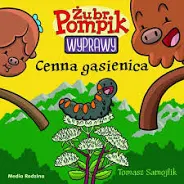 Żubr
Pompik
WYPRAWY
Cenna gąsienica
Tomasz Samojlik
Media Rodzina